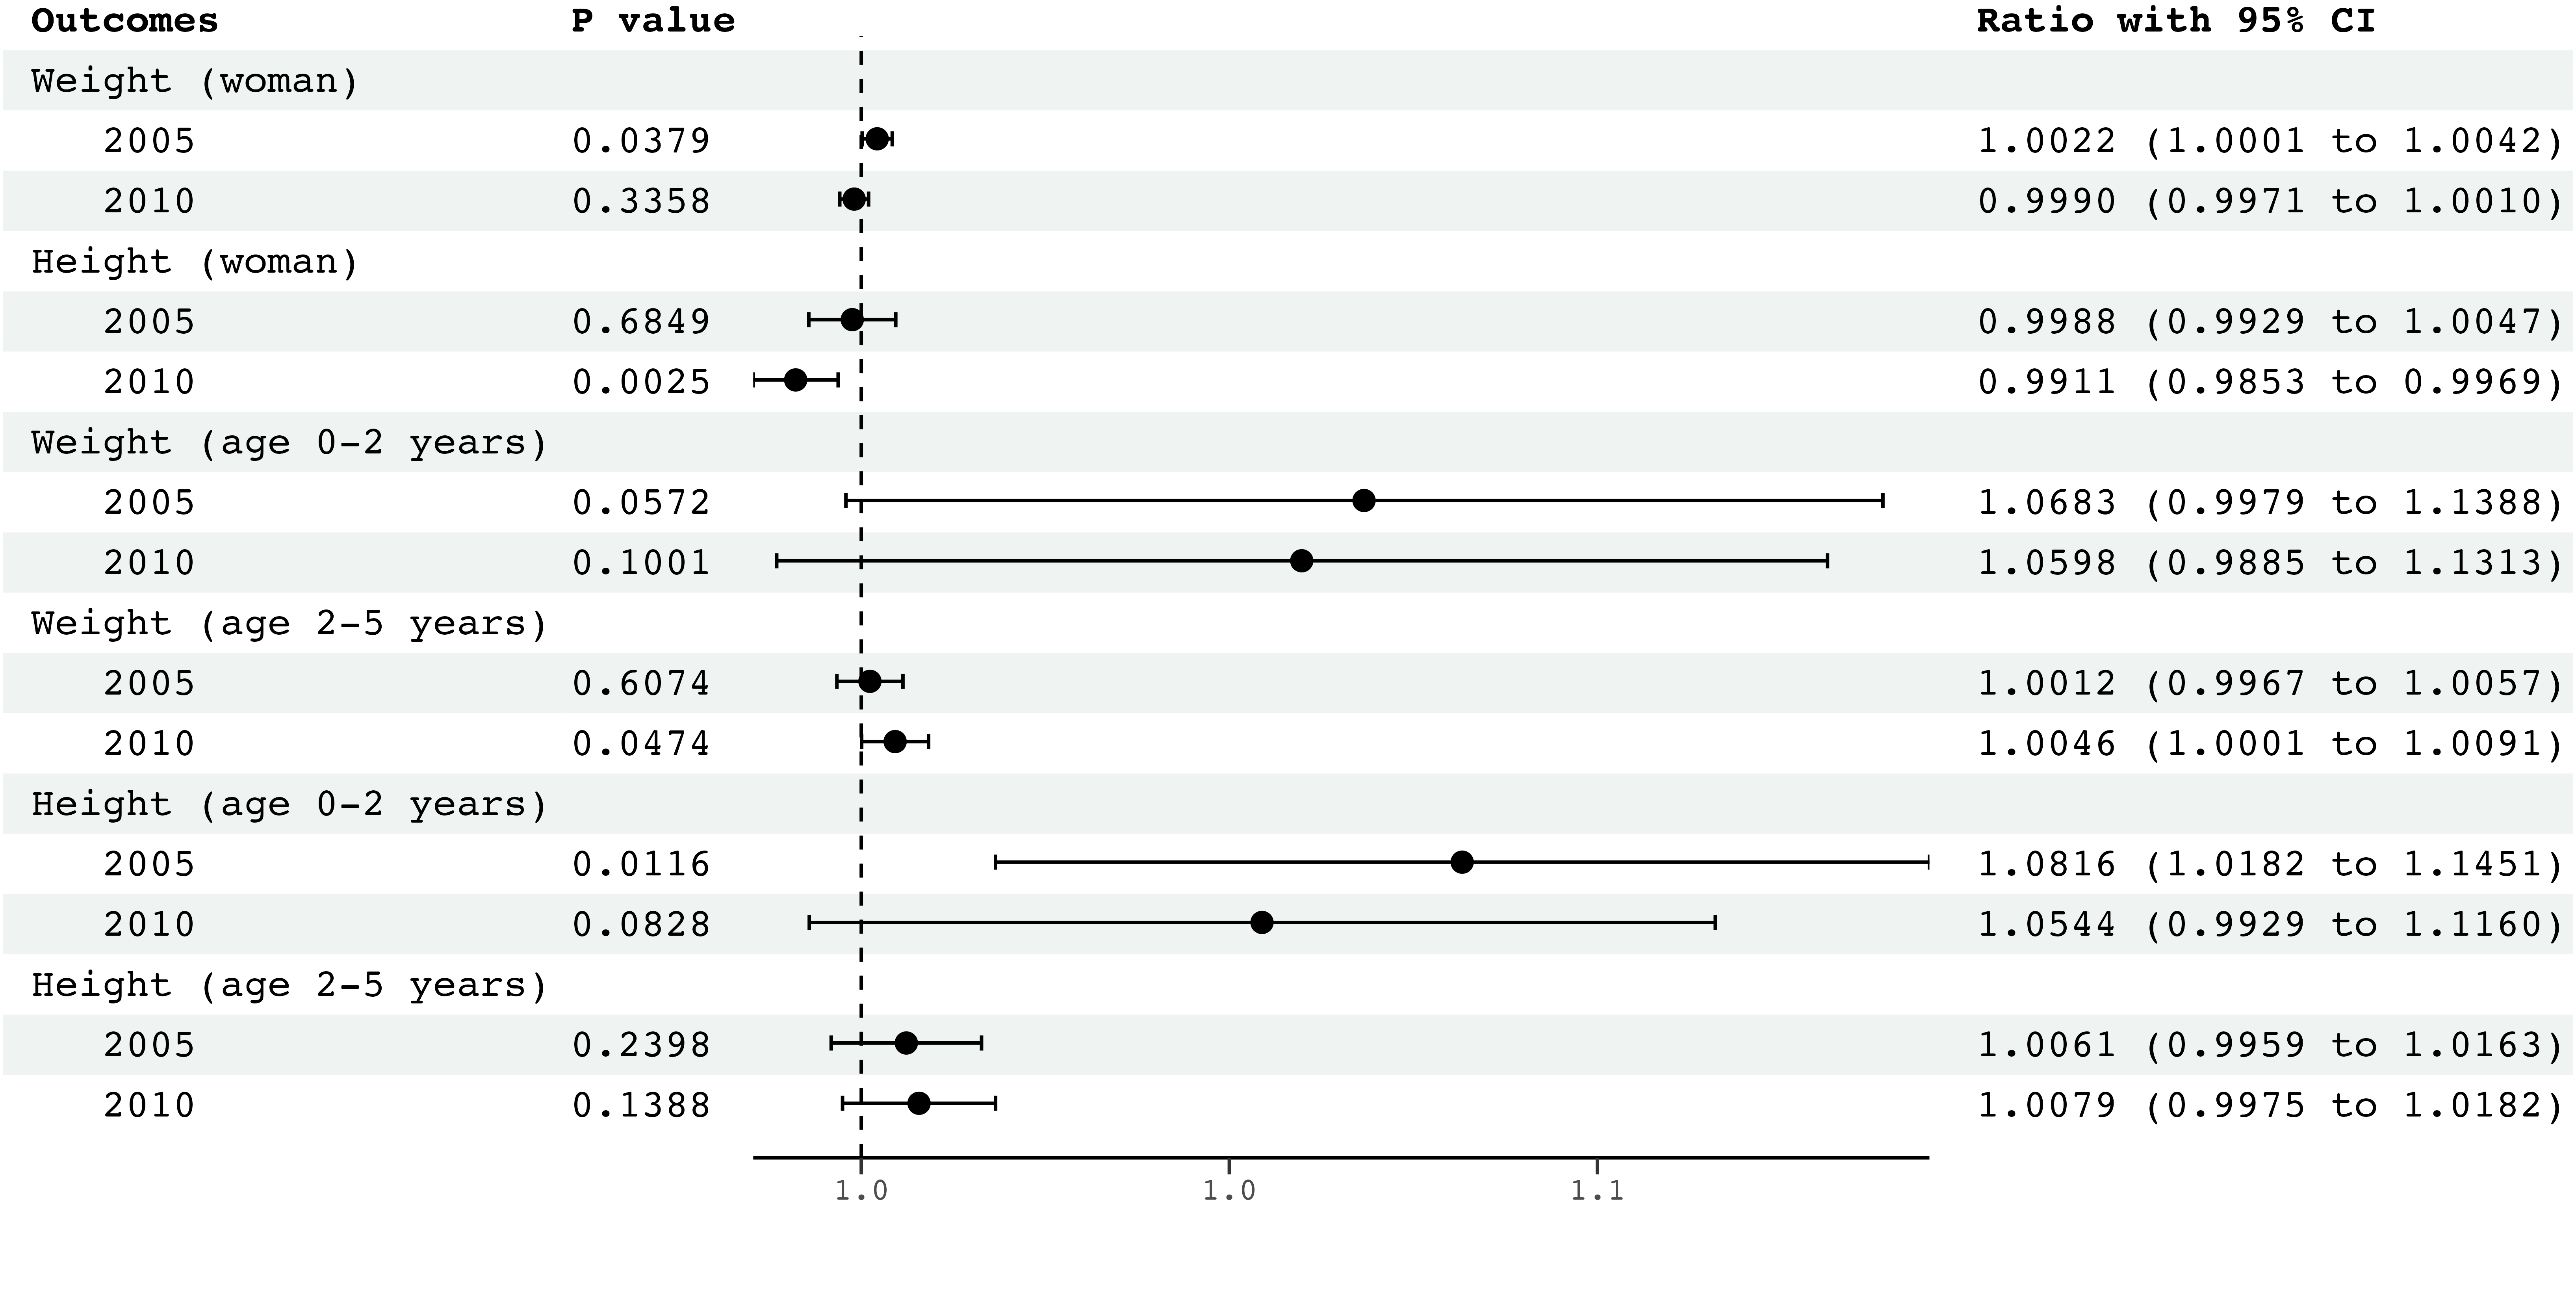 Outcomes P value Ratio with 95% CI
Weight (woman)
2005 0.0379 1.0022 (1.0001 to 1.0042)
2010 0.3358 0.9990 (0.9971 to 1.0010)
Height (woman)
2005 0.6849 0.9988 (0.9929 to 1.0047)
2010 0.0025 0.9911 (0.9853 to 0.9969)
Weight (age 0-2 years)
2005 0.0572 1.0683 (0.9979 to 1.1388)
2010 0.1001 1.0598 (0.9885 to 1.1313)
Weight (age 2-5 years)
2005 0.6074 1.0012 (0.9967 to 1.0057)
2010 0.0474 1.0046 (1.0001 to 1.0091)
Height (age 0-2 years)
2005 0.0116 1.0816 (1.0182 to 1.1451)
2010 0.0828 1.0544 (0.9929 to 1.1160)
Height (age 2-5 years)
2005 0.2398 1.0061 (0.9959 to 1.0163)
2010 0.1388 1.0079 (0.9975 to 1.0182)
1.0 1.0 1.1